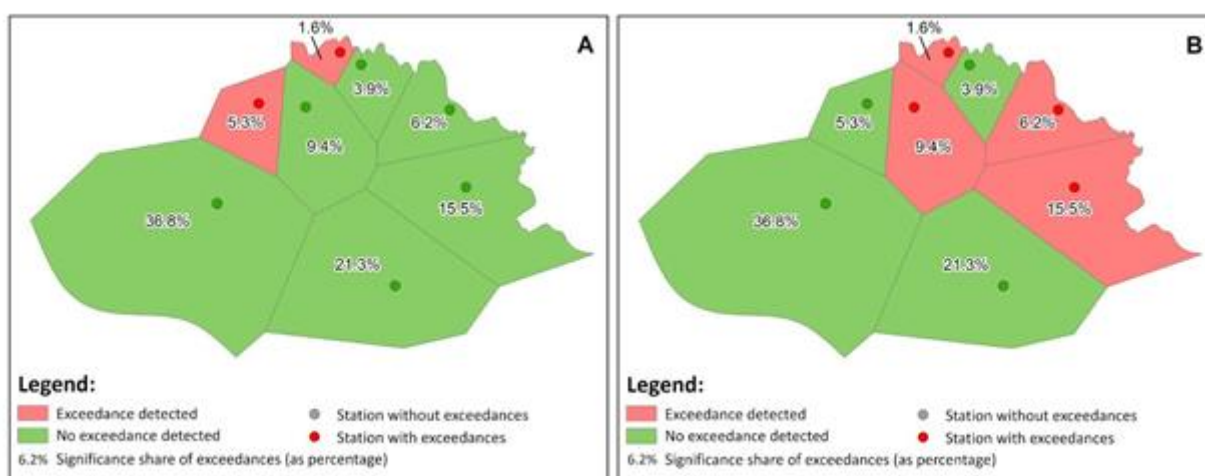 A
1.6%
3.9%
5.3%
6.2%
9.4%
36.8%
15.5%
21.3%
Legend:
Exceedance detected
No exceedance detected
Station without exceedances
Station with exceedances
6.2% Significance share of exceedances (as percentage)
B
1.6%
3.9%
5.3%
6.2%
9.4%
36.8%
15.5%
21.3%
Legend:
Exceedance detected
No exceedance detected
Station without exceedances
Station with exceedances
6.2% Significance share of exceedances (as percentage)